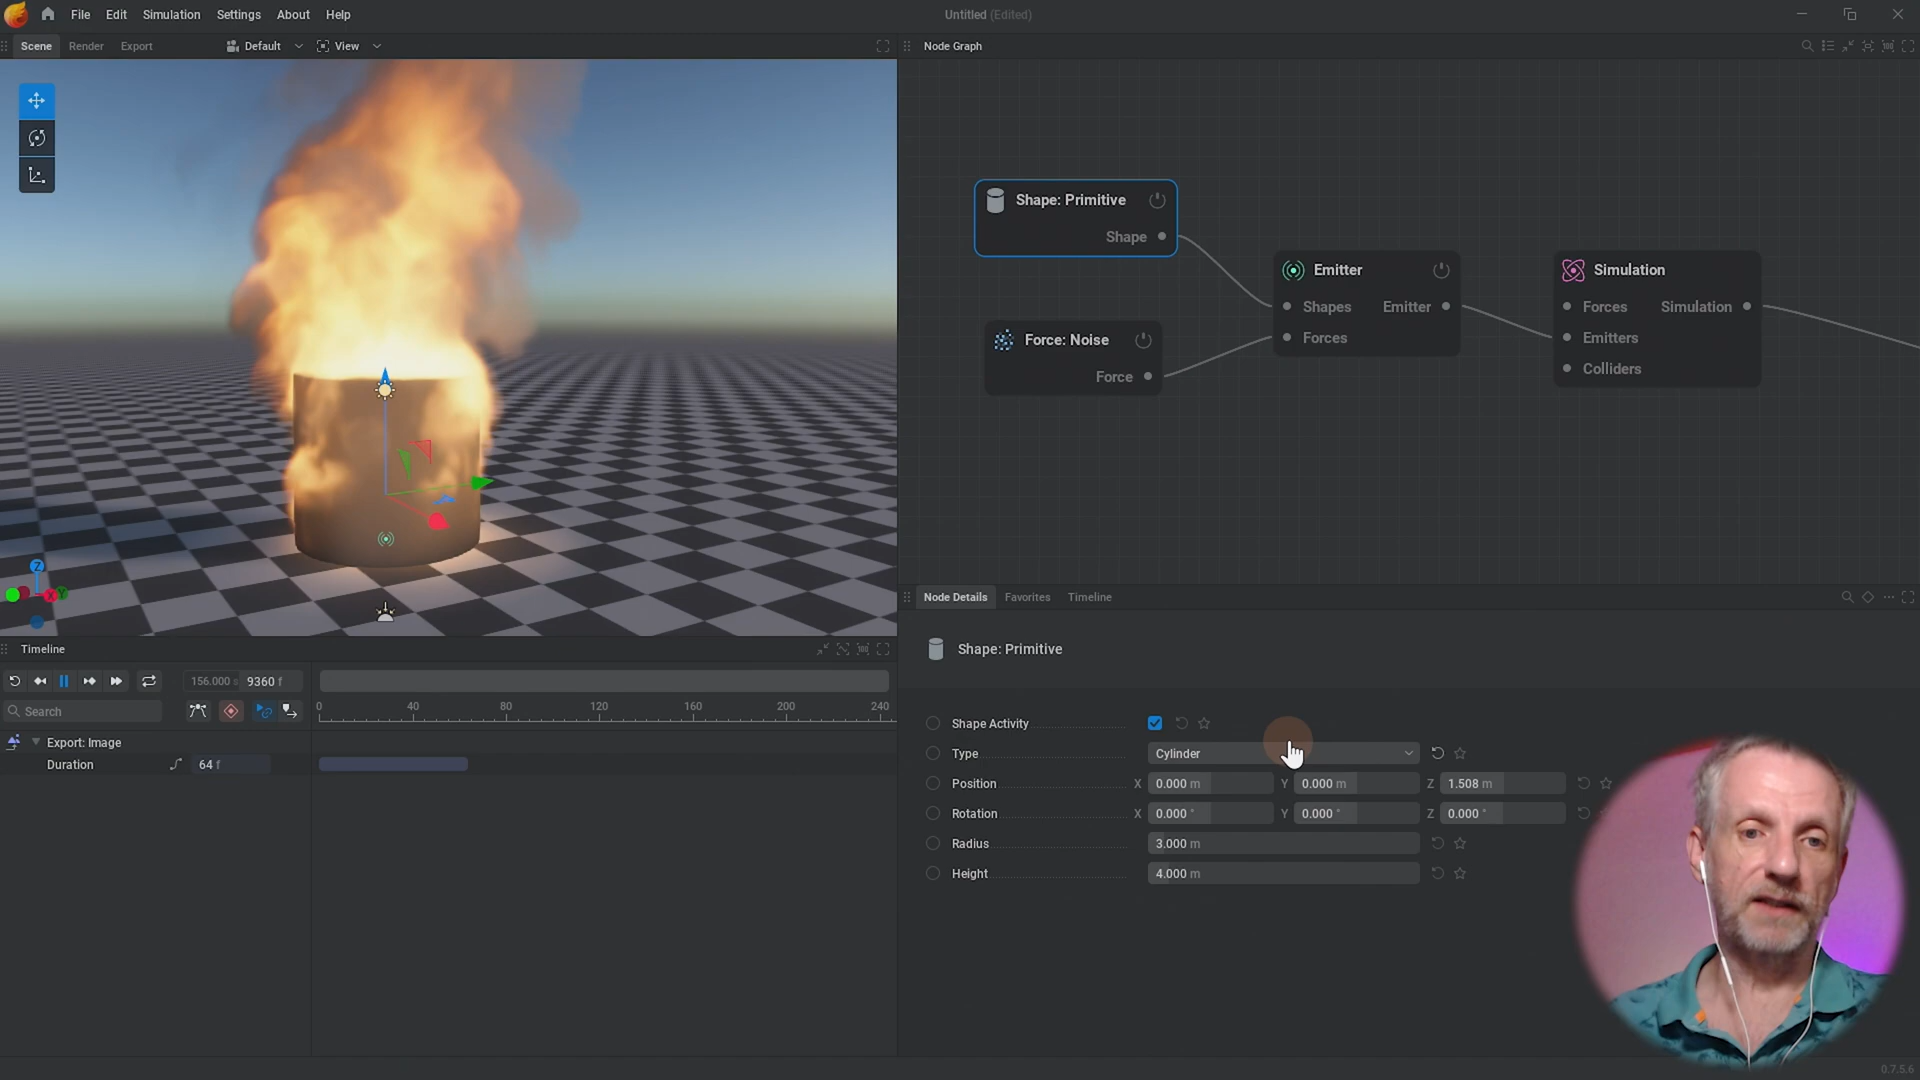 File Edit Simulation Settings About Help
Untitled (Edited)
Scene Render Export Default View
Node Graph
Shape: Primitive
Shape
Force: Noise
Force
Emitter
Shapes Emitter
Forces
Simulation
Forces Simulation
Emitters
Colliders
Z
X
Y
Timeline
156.000 s 9360 f
Search
0 40 80 120 160 200 240
Export: Image
Duration 64 f
Node Details Favorites Timeline
Shape: Primitive
Shape Activity
Type Cylinder
Position X 0.000 m Y 0.000 m Z 1.508 m
Rotation X 0.000 ° Y 0.000 ° Z 0.000 °
Radius 3.000 m
Height 4.000 m
0.7.5.6